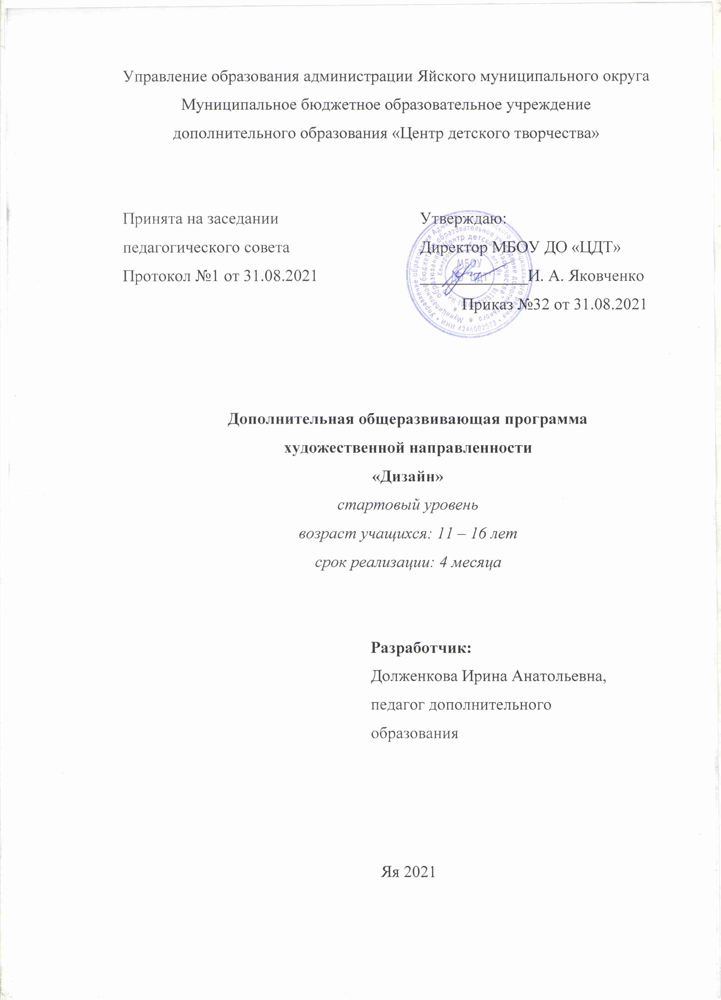 Управление образования администрации Яйского муниципального округа
Муниципальное бюджетное образовательное учреждение
дополнительного образования «Центр детского творчества»
Принята на заседании
педагогического совета
Протокол №1 от 31.08.2021
Утверждаю:
Директор МБОУ ДО «ЦДТ»
И. А. Яковченко
Приказ №32 от 31.08.2021
МБОУ
ДО "ЦДТ"
ИНН 4246002573
Дополнительная общеразвивающая программа
художественной направленности
«Дизайн»
стартовый уровень
возраст учащихся: 11 – 16 лет
срок реализации: 4 месяца
Разработчик:
Долженкова Ирина Анатольевна,
педагог дополнительного
образования
Яя 2021